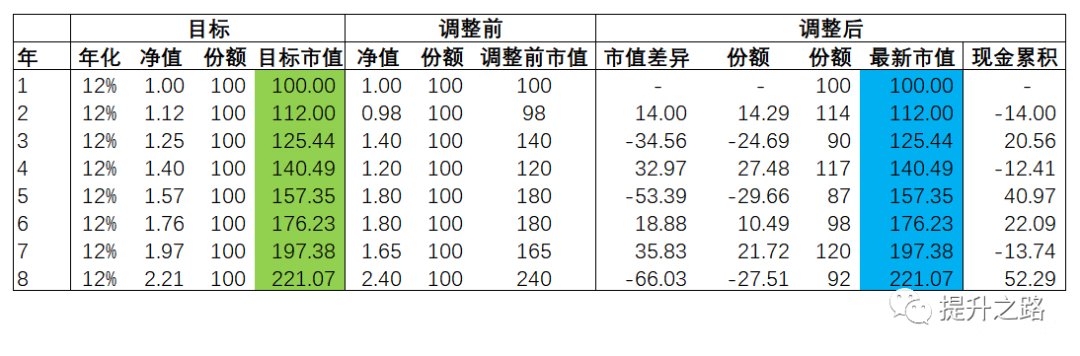 目标 调整前 调整后
年 年化 净值 份额 目标市值 净值 份额 调整前市值 市值差异 份额 份额 最新市值 现金累积
1 12% 1.00 100 100.00 1.00 100 100 - - 100 100.00 -
2 12% 1.12 100 112.00 0.98 100 98 14.00 14.29 114 112.00 -14.00
3 12% 1.25 100 125.44 1.40 100 140 -34.56 -24.69 90 125.44 20.56
4 12% 1.40 100 140.49 1.20 100 120 32.97 27.48 117 140.49 -12.41
5 12% 1.57 100 157.35 1.80 100 180 -53.39 -29.66 87 157.35 40.97
6 12% 1.76 100 176.23 1.80 100 180 18.88 10.49 98 176.23 22.09
7 12% 1.97 100 197.38 1.65 100 165 35.83 21.72 120 197.38 -13.74
8 12% 2.21 100 221.07 2.40 100 240 -66.03 -27.51 92 221.07 52.29
提升之路